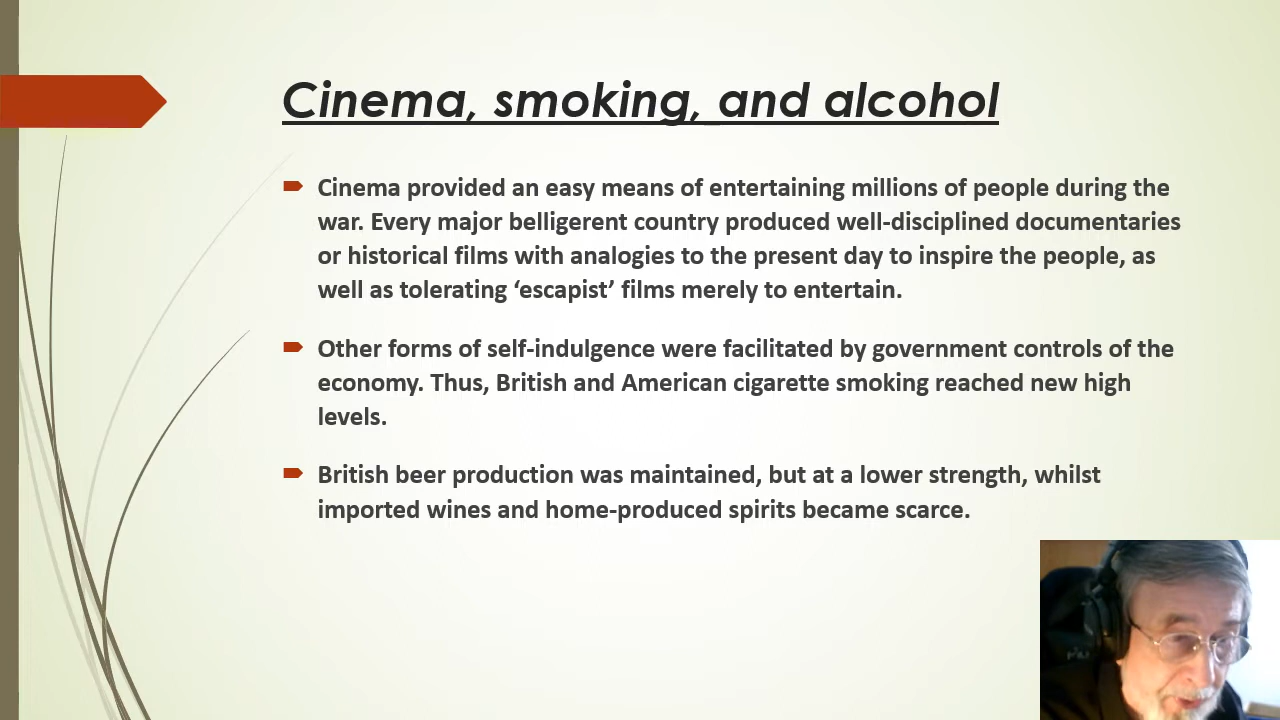 Cinema, smoking, and alcohol
Cinema provided an easy means of entertaining millions of people during the
war. Every major belligerent country produced well-disciplined documentaries
or historical films with analogies to the present day to inspire the people, as
well as tolerating ‘escapist’ films merely to entertain.
Other forms of self-indulgence were facilitated by government controls of the
economy. Thus, British and American cigarette smoking reached new high
levels.
British beer production was maintained, but at a lower strength, whilst
imported wines and home-produced spirits became scarce.